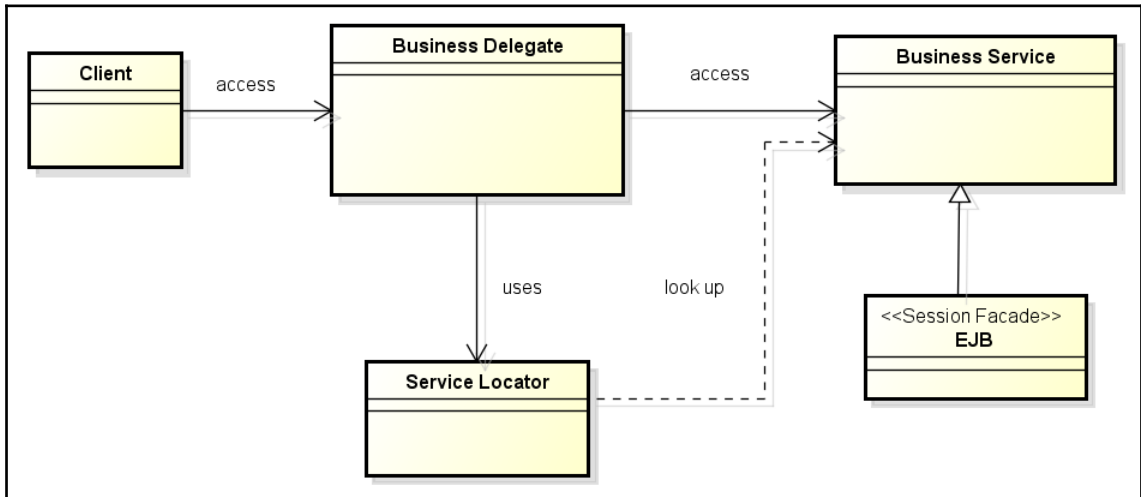 Client
access
Business Delegate
access
Business Service
uses
look up
<<Session Facade>>
EJB
Service Locator